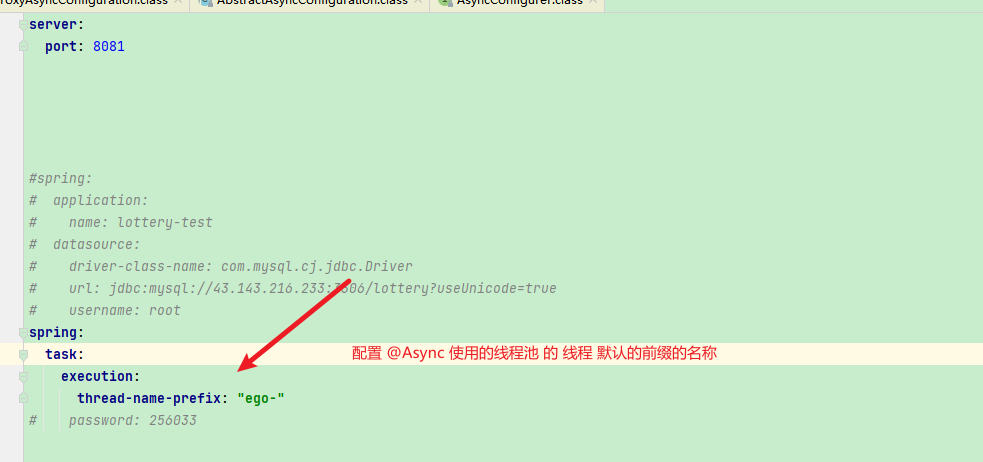 roxyAsyncConfiguration.class AbstractAsyncConfiguration.class AsyncConfigurer.class
server:
  port: 8081
#spring:
#  application:
#    name: lottery-test
#  datasource:
#    driver-class-name: com.mysql.cj.jdbc.Driver
#    url: jdbc:mysql://43.143.216.233:3306/lottery?useUnicode=true
#    username: root
spring:
  task: 配置 @Async 使用的线程池 的 线程 默认的前缀的名称
    execution:
      thread-name-prefix: "ego-"
#    password: 256033